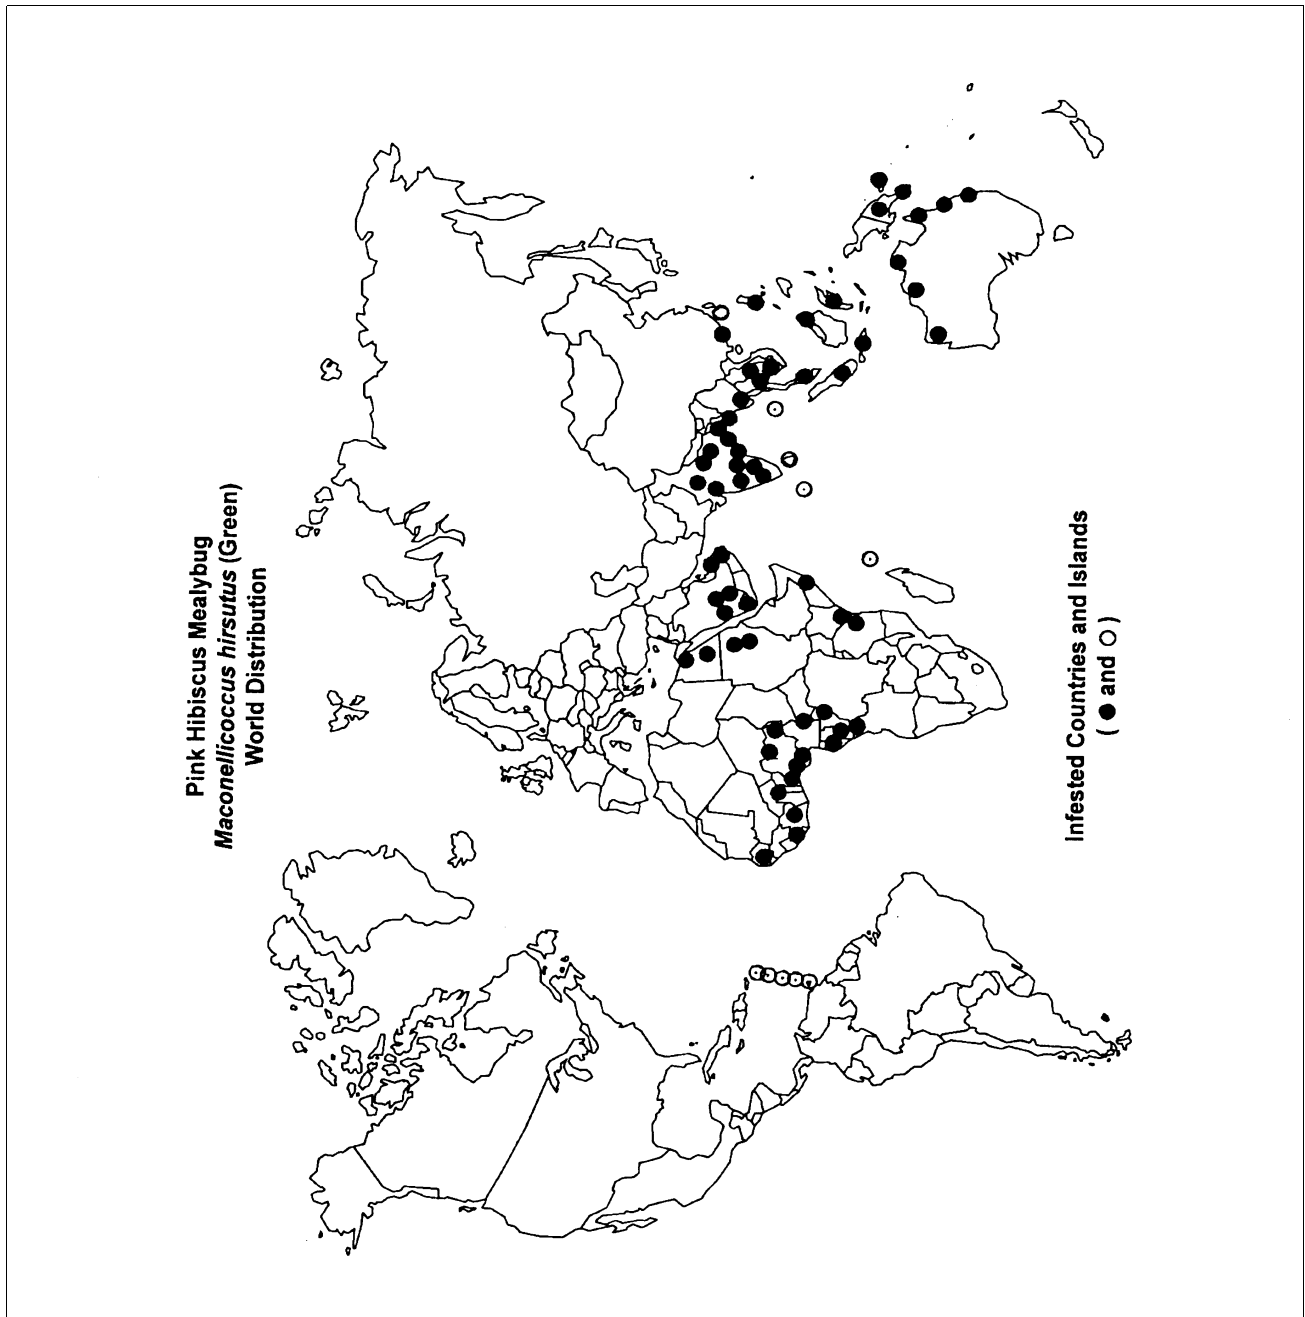 Pink Hibiscus Mealybug
Maconellicoccus hirsutus (Green)
World Distribution
Infested Countries and Islands
( ● and ○ )